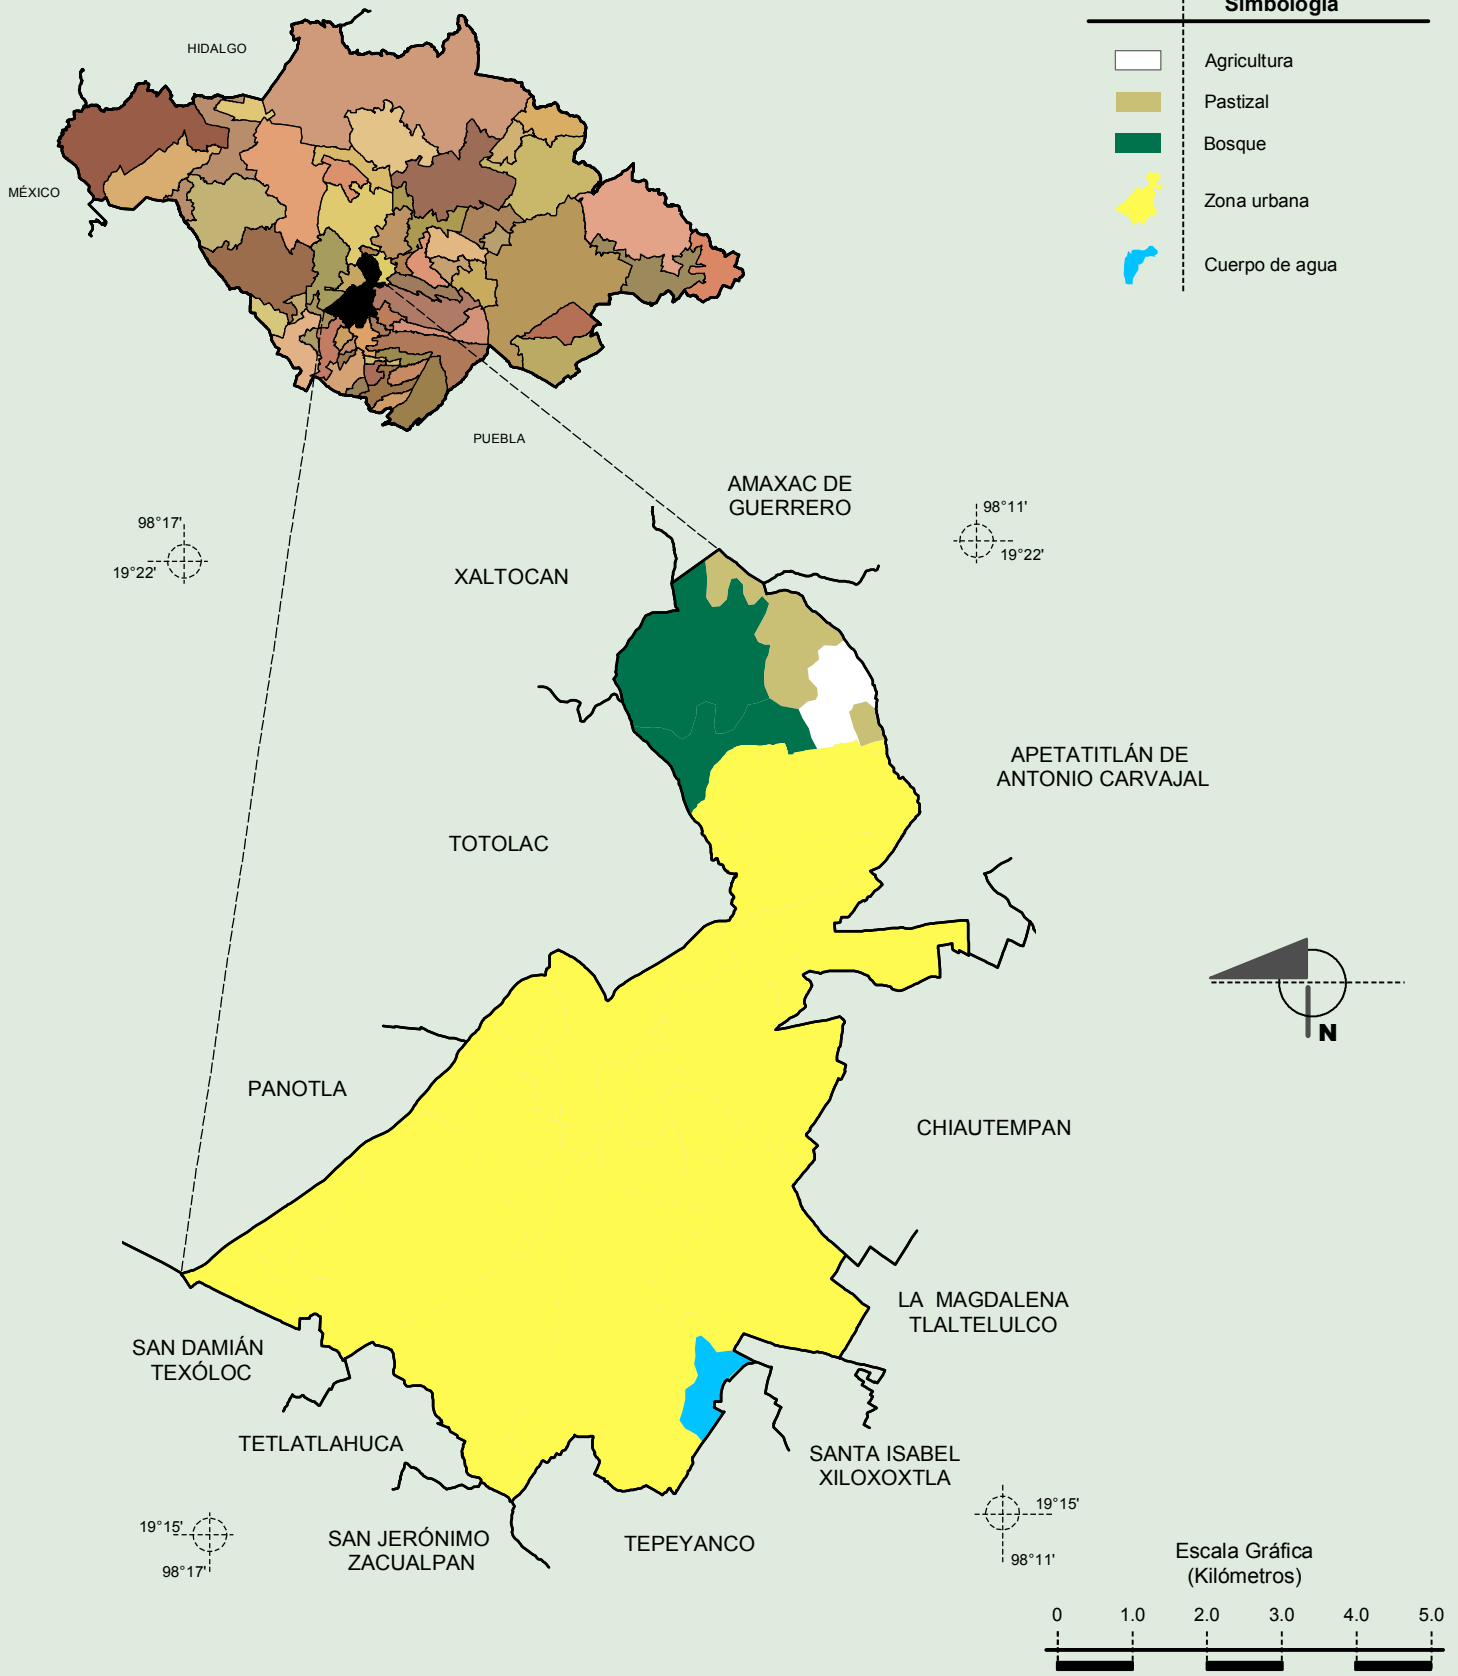 Simbología
HIDALGO
Agricultura
Pastizal
Bosque
MÉXICO
Zona urbana
Cuerpo de agua
PUEBLA
AMAXAC DE
GUERRERO
98°17'
19°22'
98°11'
19°22'
XALTOCAN
APETATITLÁN DE
ANTONIO CARVAJAL
TOTOLAC
N
PANOTLA
CHIAUTEMPAN
LA MAGDALENA
TLALTELULCO
SAN DAMIÁN
TEXÓLOC
TETLATLAHUCA
SANTA ISABEL
XILOXOXTLA
19°15'
98°17'
SAN JERÓNIMO
ZACUALPAN
TEPEYANCO
19°15'
98°11'
Escala Gráfica
(Kilómetros)
0 1.0 2.0 3.0 4.0 5.0